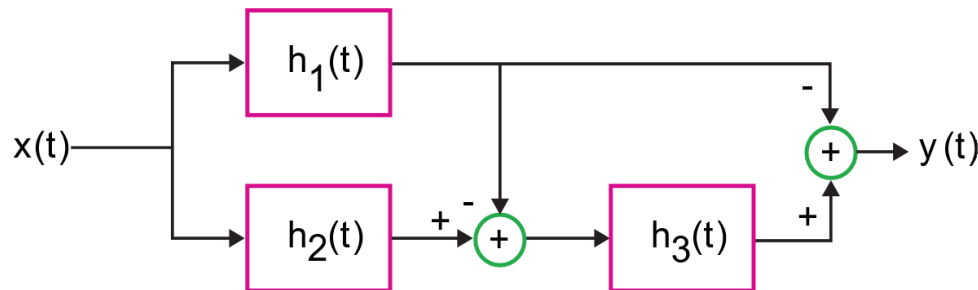 h₁(t)
-
x(t)
+
y(t)
-
+
h₂(t)
+
+
h₃(t)